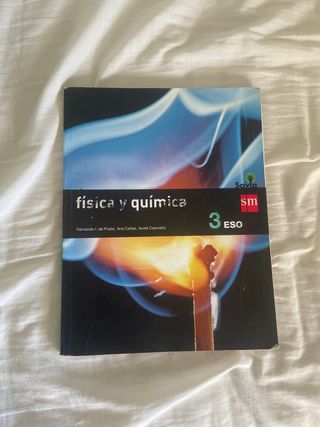 Savia
física y química
sm
3 ESO
Fernando I. de Prada, Ana Cañas, Aureli Caamaño